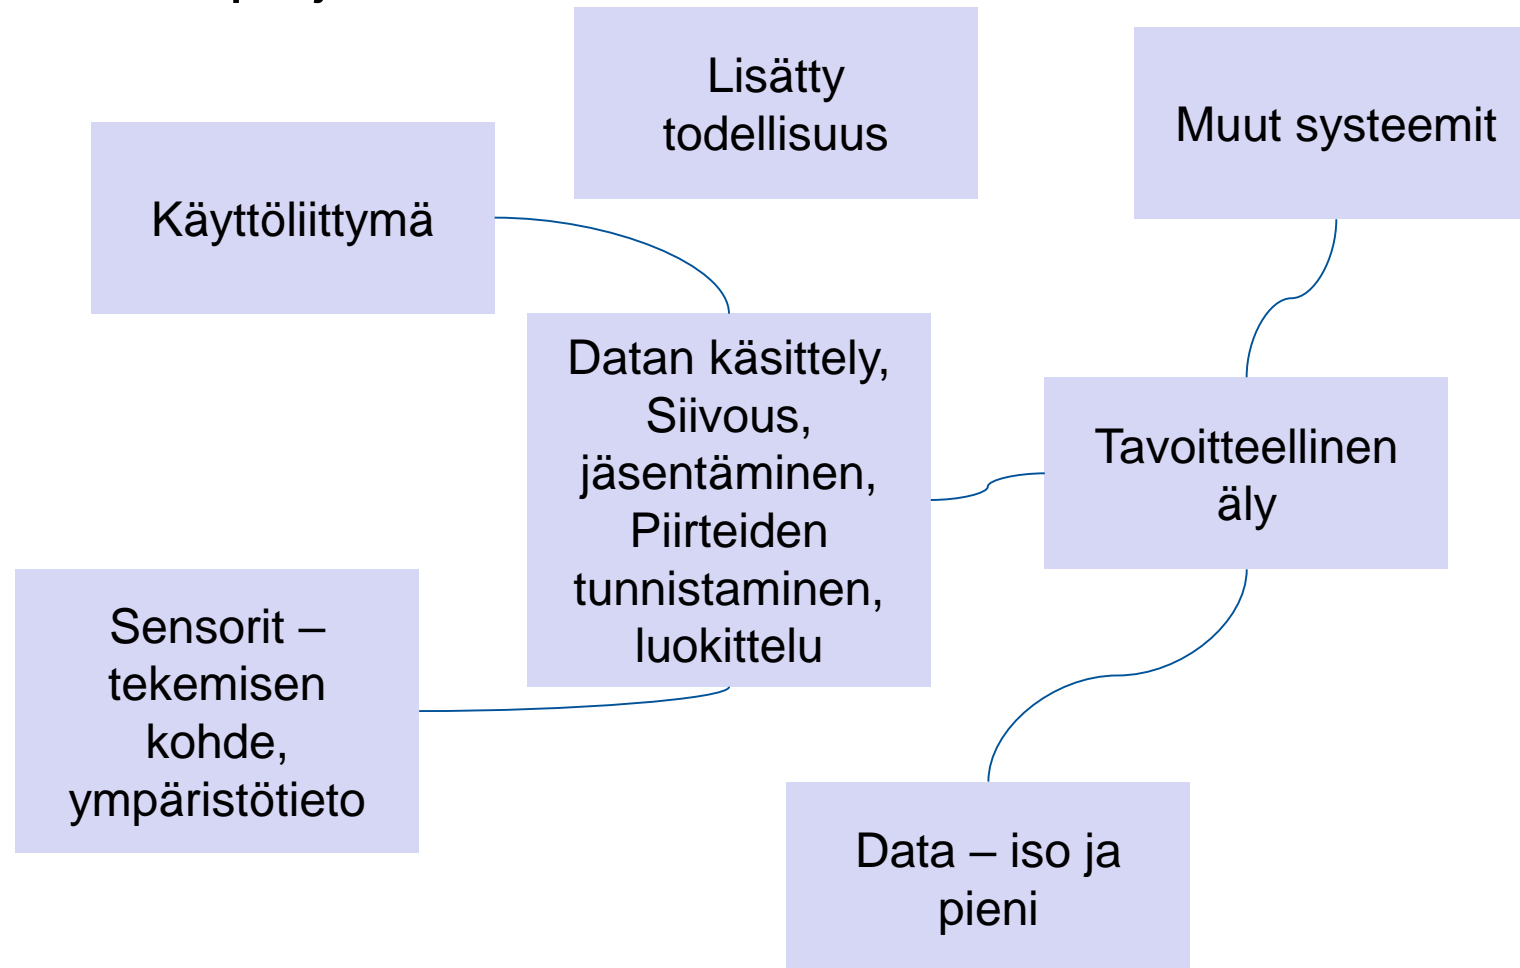 Lisätty
todellisuus
Muut systeemit
Käyttöliittymä
Datan käsittely,
Siivous,
jäsentäminen,
Piirteiden
tunnistaminen,
luokittelu
Tavoitteellinen
äly
Sensorit –
tekemisen
kohde,
ympäristötieto
Data – iso ja
pieni